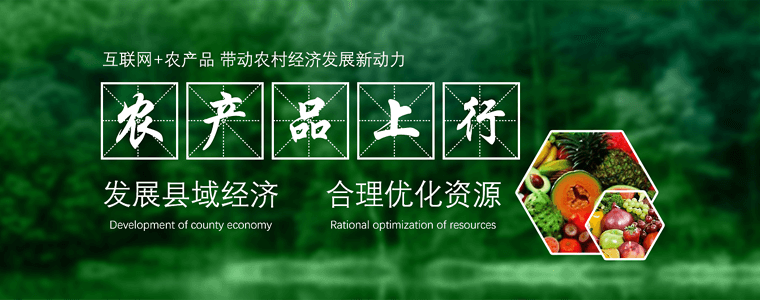 互联网+农产品 带动农村经济发展新动力
农产品上行
发展县域经济 合理优化资源
Development of county economy Rational optimization of resources